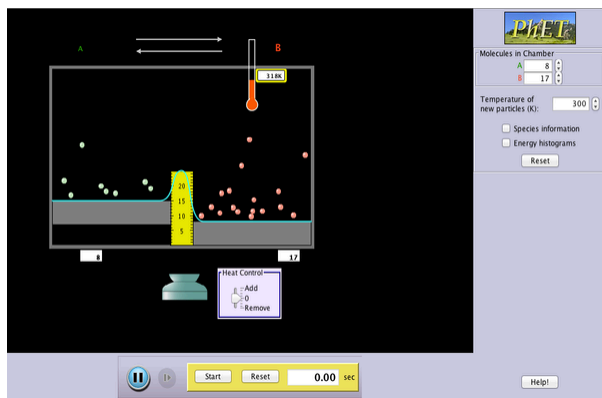 PhET
A
B
318K
20
15
10
5
8
17
Heat Control
Add
0
Remove
Start
Reset
0.00
sec
Molecules in Chamber
A
8
B
17
Temperature of
new particles (K):
300
Species information
Energy histograms
Reset
Help!